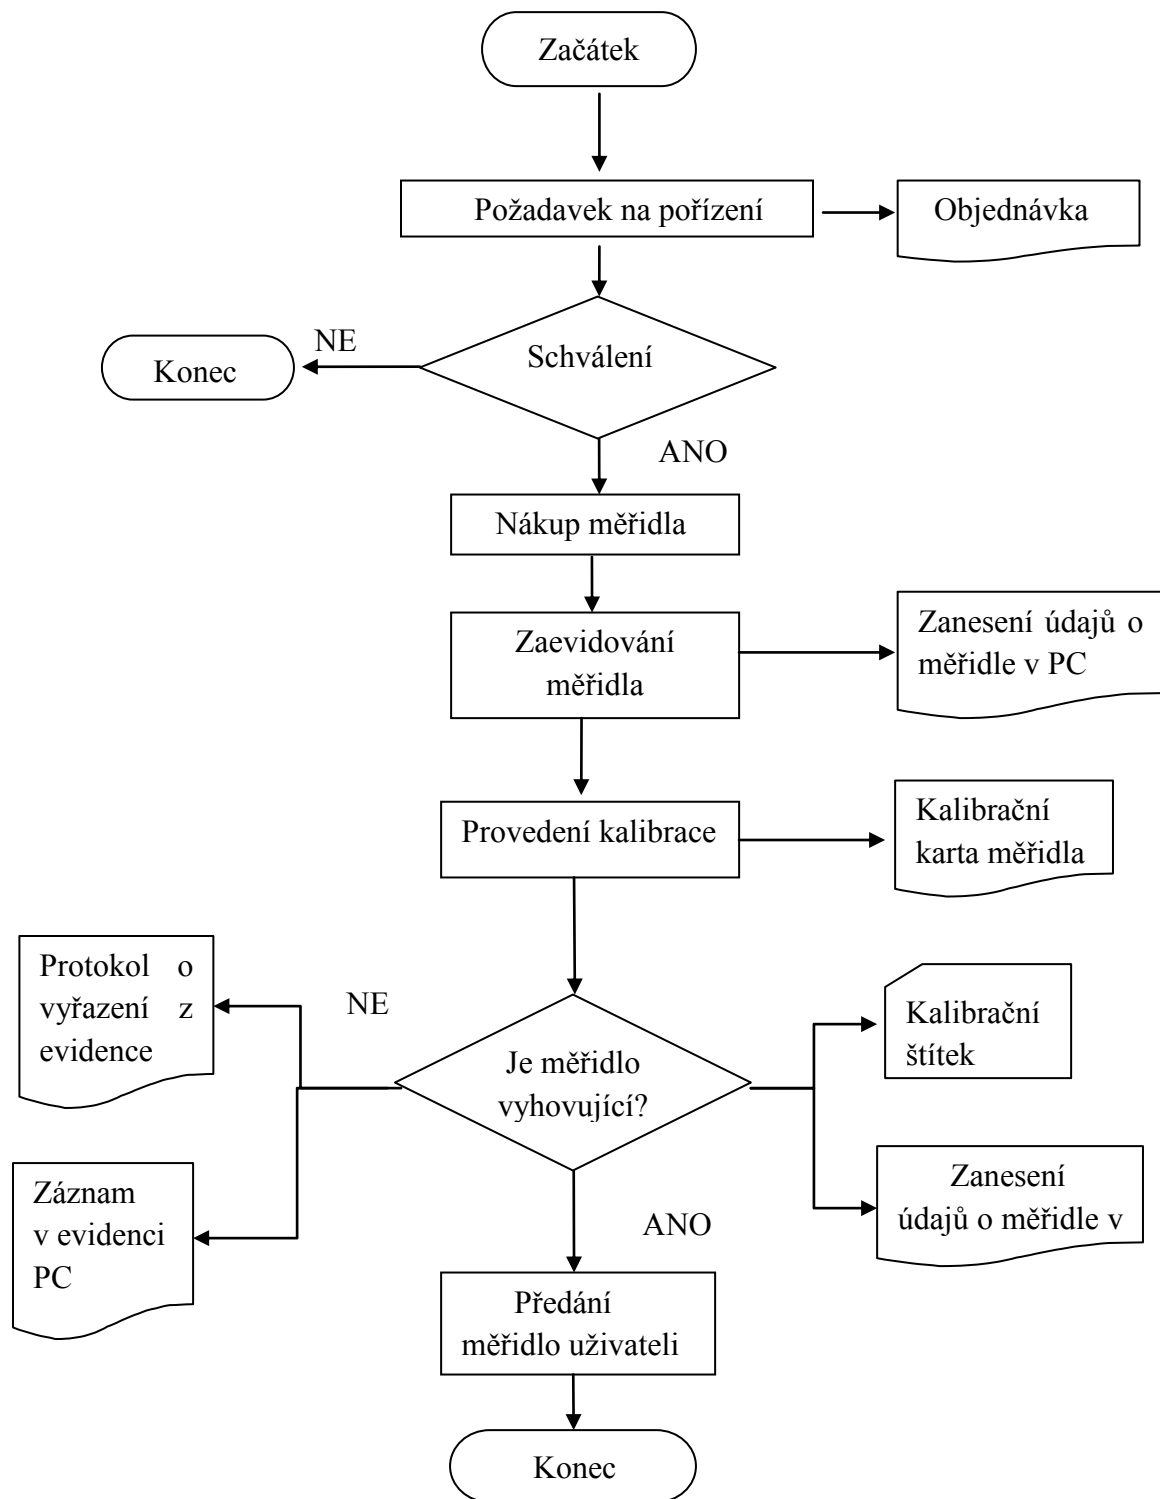 Začátek
Požadavek na pořízení
Objednávka
Schválení
NE
Konec
ANO
Nákup měřidla
Zaevidování
měřidla
Zanesení údajů o
měřidle v PC
Provedení kalibrace
Kalibrační
karta měřidla
Protokol o
vyřazení z
evidence
NE
Je měřidlo
vyhovující?
Kalibrační
štítek
Záznam
v evidenci
PC
Zanesení
údajů o měřidle v
ANO
Předání
měřidlo uživateli
Konec